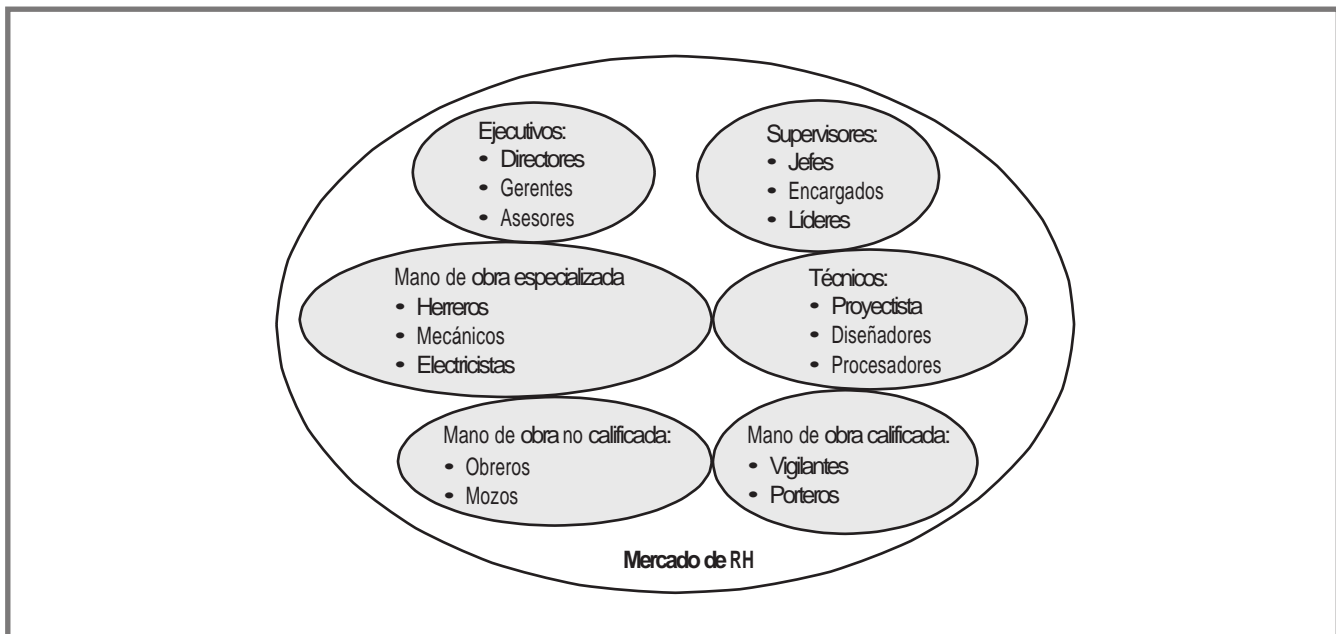 Ejecutivos:
• Directores
• Gerentes
• Asesores
Supervisores:
• Jefes
• Encargados
• Líderes
Mano de obra especializada
• Herreros
• Mecánicos
• Electricistas
Técnicos:
• Proyectista
• Diseñadores
• Procesadores
Mano de obra no calificada:
• Obreros
• Mozos
Mano de obra calificada:
• Vigilantes
• Porteros
Mercado de RH